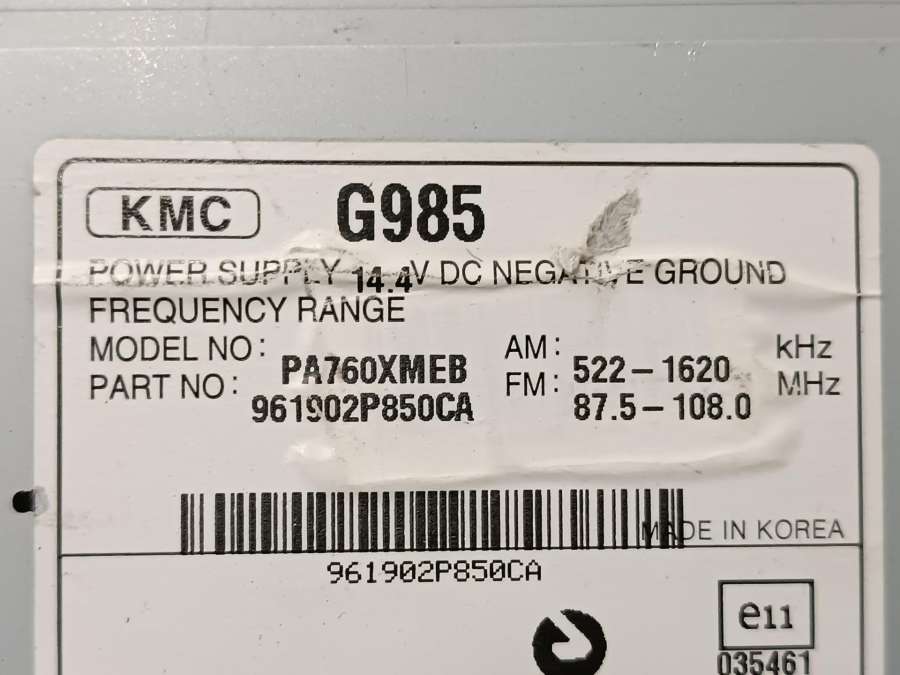 KMC G985
POWER SUPPLY 14.4V DC NEGATIVE GROUND
FREQUENCY RANGE
MODEL NO: PA760XMEB AM: 522-1620 kHz
PART NO: 961902P850CA FM: 87.5-108.0 MHz
MADE IN KOREA
961902P850CA
e11
035461